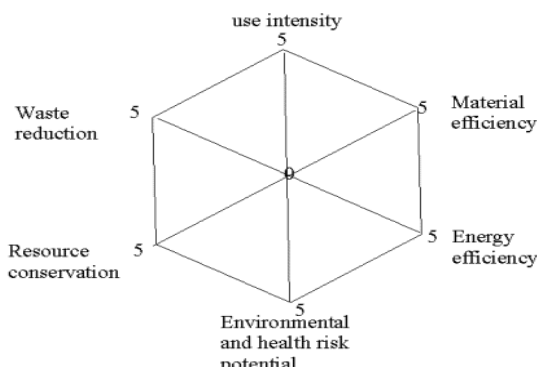 use intensity
5
5
Material
efficiency
Waste
reduction
5
0
5
Energy
efficiency
Resource
conservation
5
5
Environmental
and health risk
potential